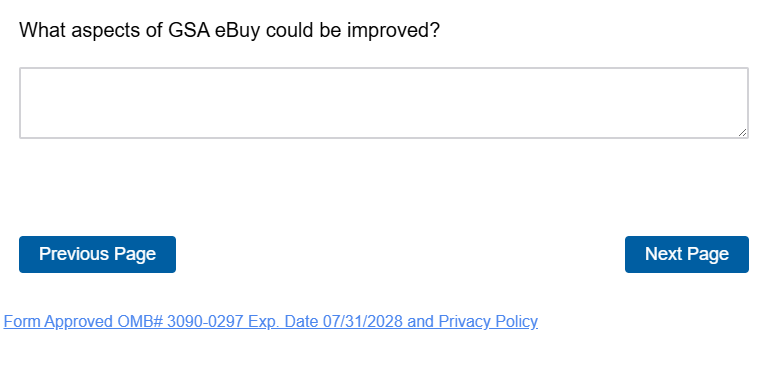 What aspects of GSA eBuy could be improved?
Previous Page
Next Page
Form Approved OMB# 3090-0297 Exp. Date 07/31/2028 and Privacy Policy